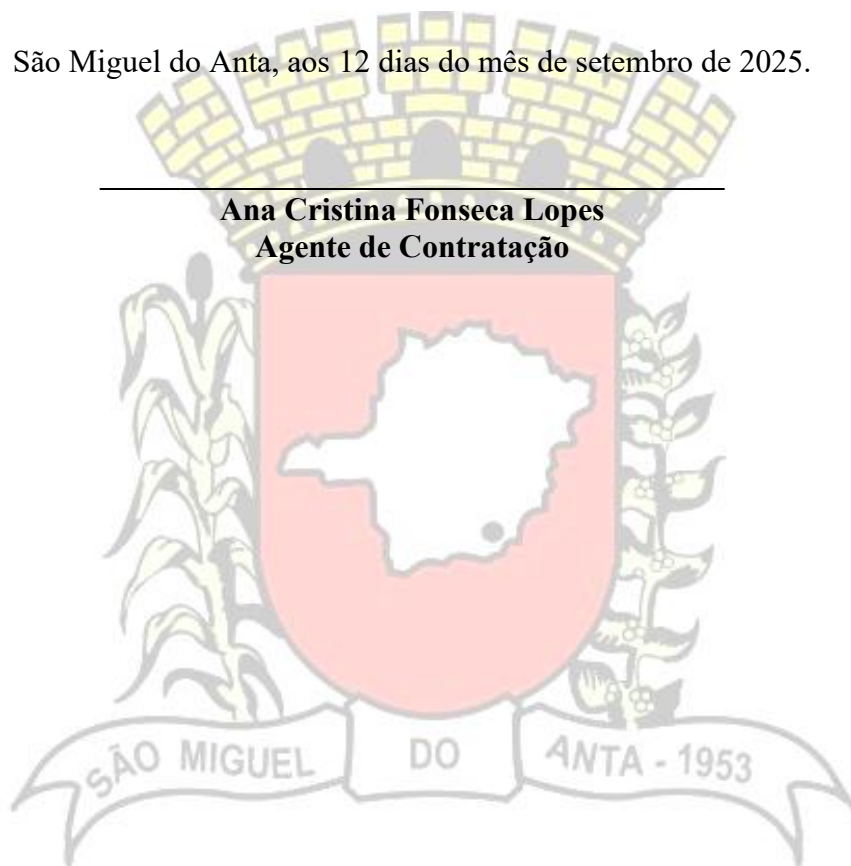 São Miguel do Anta, aos 12 dias do mês de setembro de 2025.
Ana Cristina Fonseca Lopes
Agente de Contratação
SÃO MIGUEL DO ANTA - 1953